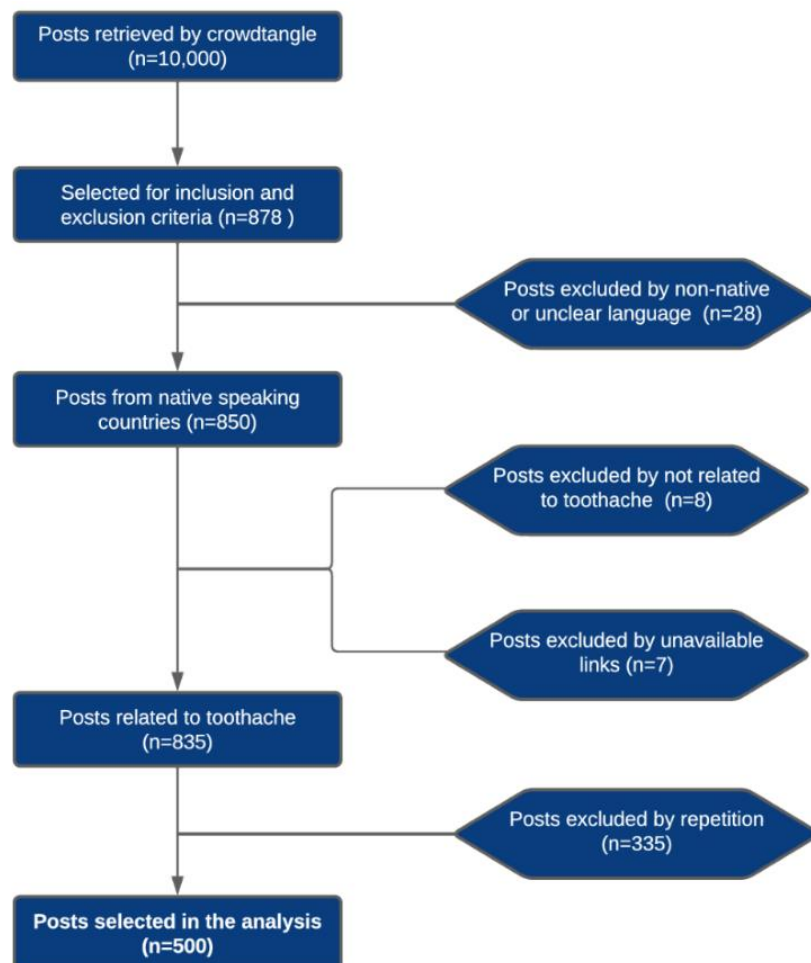 Posts retrieved by crowdtangle
(n=10,000)
Selected for inclusion and
exclusion criteria (n=878 )
Posts excluded by non-native
or unclear language (n=28)
Posts from native speaking
countries (n=850)
Posts excluded by not related
to toothache (n=8)
Posts excluded by unavailable
links (n=7)
Posts related to toothache
(n=835)
Posts excluded by repetition
(n=335)
Posts selected in the analysis
(n=500)